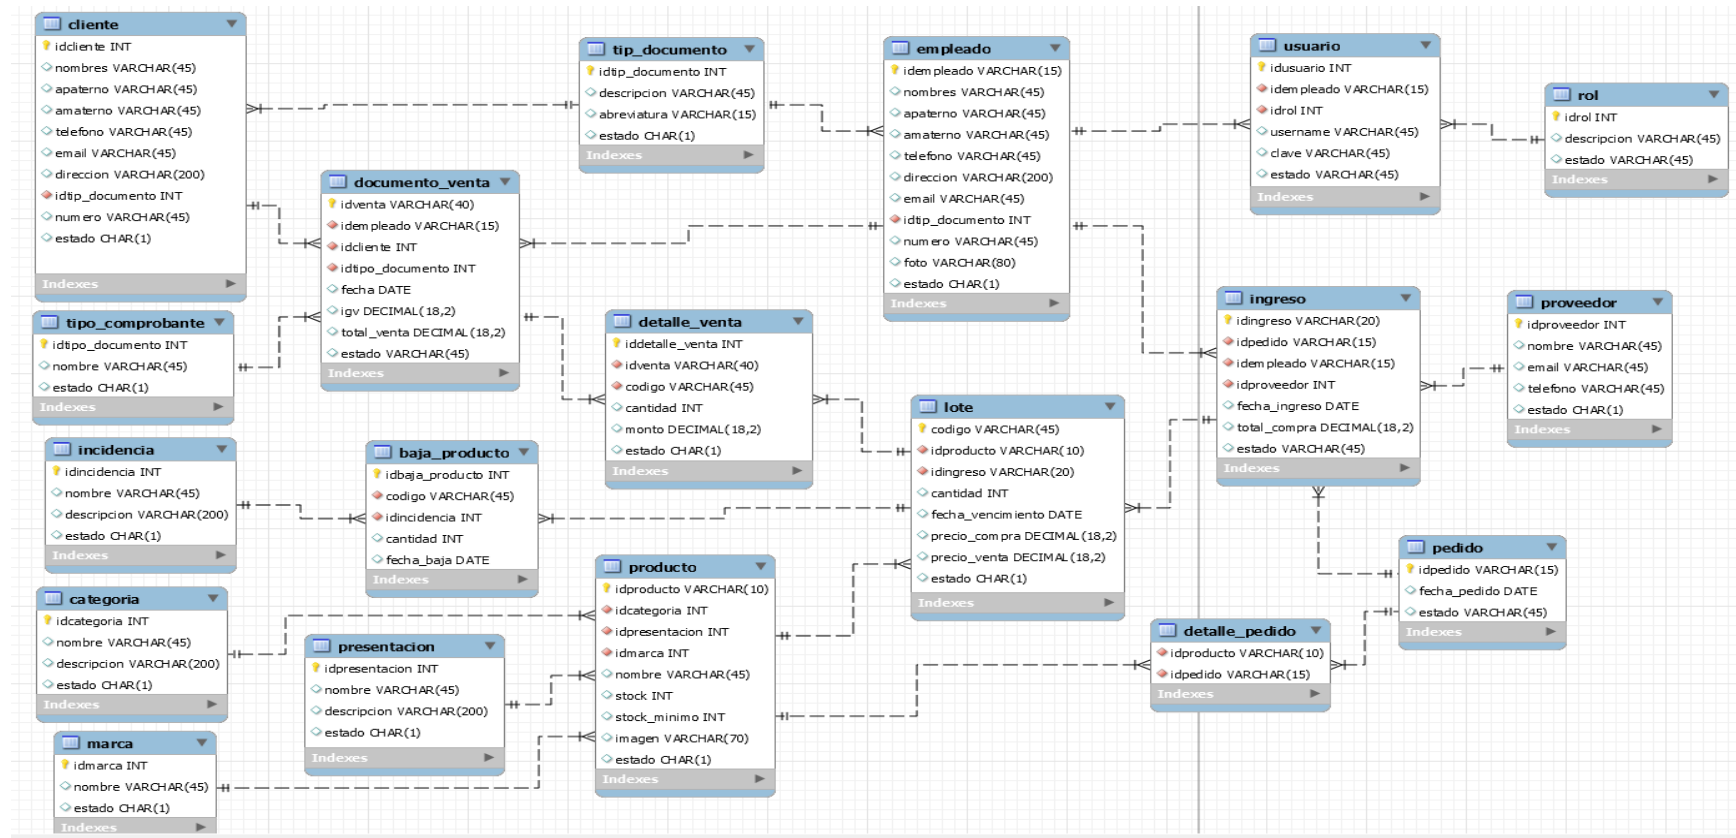 cliente
idcliente INT
nombres VARCHAR(45)
apaterno VARCHAR(45)
amaterno VARCHAR(45)
telefono VARCHAR(45)
email VARCHAR(45)
direccion VARCHAR(200)
idtip_documento INT
numero VARCHAR(45)
estado CHAR(1)
Indexes
tip_documento
idtip_documento INT
descripcion VARCHAR(45)
abreviatura VARCHAR(15)
estado CHAR(1)
Indexes
empleado
idempleado VARCHAR(15)
nombres VARCHAR(45)
apaterno VARCHAR(45)
amaterno VARCHAR(45)
telefono VARCHAR(45)
direccion VARCHAR(200)
email VARCHAR(45)
idtip_documento INT
numero VARCHAR(45)
foto VARCHAR(80)
estado CHAR(1)
Indexes
usuario
idusuario INT
idempleado VARCHAR(15)
idrol INT
username VARCHAR(45)
clave VARCHAR(45)
estado VARCHAR(45)
Indexes
rol
idrol INT
descripcion VARCHAR(45)
estado VARCHAR(45)
Indexes
documento_venta
idventa VARCHAR(40)
idempleado VARCHAR(15)
idcliente INT
idtipo_documento INT
fecha DATE
igv DECIMAL(18,2)
total_venta DECIMAL(18,2)
estado VARCHAR(45)
Indexes
tipo_comprobante
idtipo_documento INT
nombre VARCHAR(45)
estado CHAR(1)
Indexes
detalle_venta
iddetalle_venta INT
idventa VARCHAR(40)
codigo VARCHAR(45)
cantidad INT
monto DECIMAL(18,2)
estado CHAR(1)
Indexes
ingreso
idingreso VARCHAR(20)
idpedido VARCHAR(15)
idempleado VARCHAR(15)
idproveedor INT
fecha_ingreso DATE
total_compra DECIMAL(18,2)
estado VARCHAR(45)
Indexes
proveedor
idproveedor INT
nombre VARCHAR(45)
email VARCHAR(45)
telefono VARCHAR(45)
estado CHAR(1)
Indexes
incidencia
idincidencia INT
nombre VARCHAR(45)
descripcion VARCHAR(200)
estado CHAR(1)
Indexes
baja_producto
idbaja_producto INT
codigo VARCHAR(45)
idincidencia INT
cantidad INT
fecha_baja DATE
Indexes
lote
codigo VARCHAR(45)
idproducto VARCHAR(10)
idingreso VARCHAR(20)
cantidad INT
fecha_vencimiento DATE
precio_compra DECIMAL(18,2)
precio_venta DECIMAL(18,2)
estado CHAR(1)
Indexes
categoria
idcategoria INT
nombre VARCHAR(45)
descripcion VARCHAR(200)
estado CHAR(1)
Indexes
presentacion
idpresentacion INT
nombre VARCHAR(45)
descripcion VARCHAR(200)
estado CHAR(1)
Indexes
producto
idproducto VARCHAR(10)
idcategoria INT
idpresentacion INT
idmarca INT
nombre VARCHAR(45)
stock INT
stock_minimo INT
imagen VARCHAR(70)
estado CHAR(1)
Indexes
detalle_pedido
idproducto VARCHAR(10)
idpedido VARCHAR(15)
Indexes
pedido
idpedido VARCHAR(15)
fecha_pedido DATE
estado VARCHAR(45)
Indexes
marca
idmarca INT
nombre VARCHAR(45)
estado CHAR(1)
Indexes